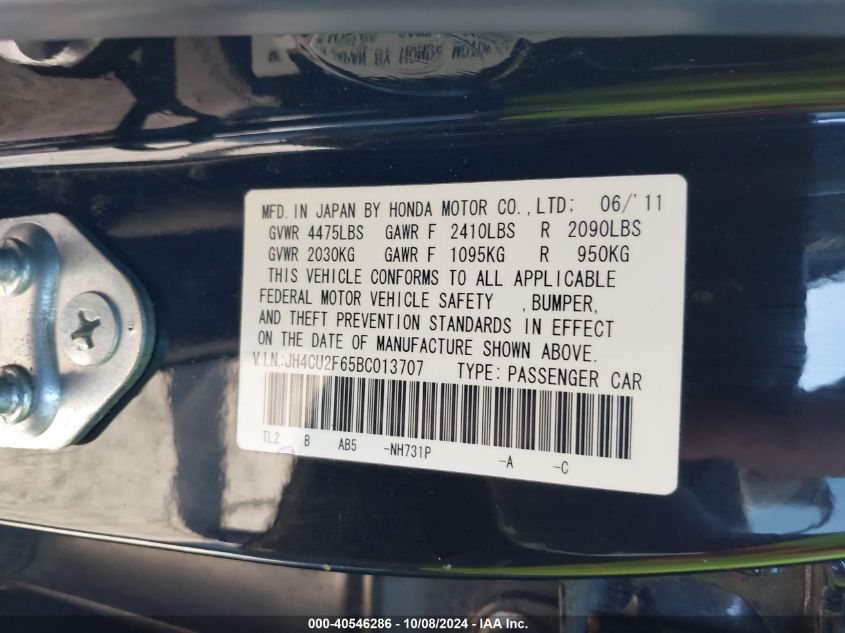 MFD. IN JAPAN BY HONDA MOTOR CO.,LTD; 06/'11
GVWR 4475LBS GAWR F 2410LBS R 2090LBS
GVWR 2030KG GAWR F 1095KG R 950KG
THIS VEHICLE CONFORMS TO ALL APPLICABLE
FEDERAL MOTOR VEHICLE SAFETY ,BUMPER,
AND THEFT PREVENTION STANDARDS IN EFFECT
ON THE DATE OF MANUFACTURE SHOWN ABOVE.
V.I.N.:JH4CU2F65BC013707 TYPE: PASSENGER CAR
TL2 B AB5 -NH731P -A -C
000-40546286 - 10/08/2024 - IAA Inc.